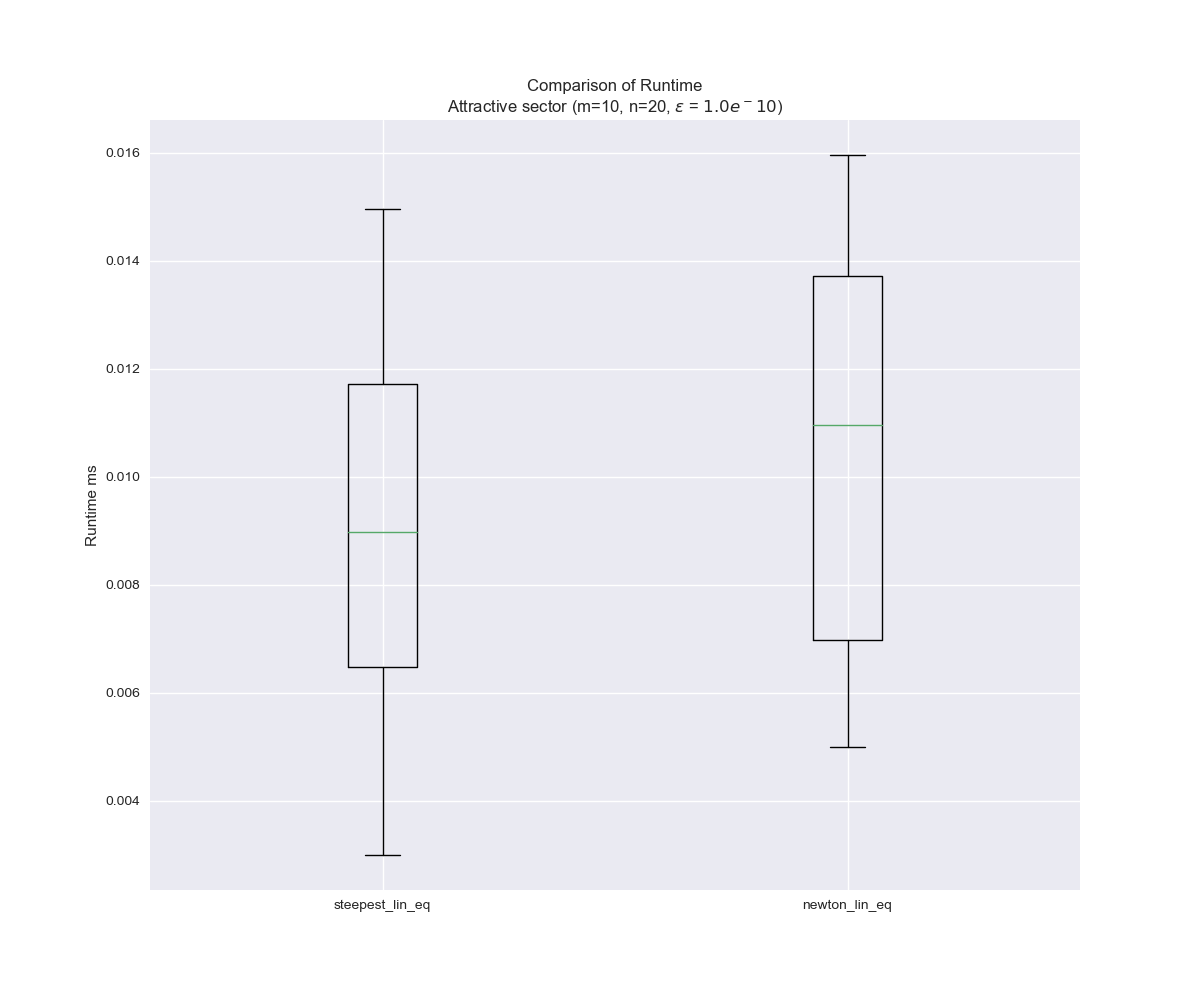 Comparison of Runtime
Attractive sector (m=10, n=20, ε = 1.0e⁻10)
0.016
0.014
0.012
0.010
0.008
0.006
0.004
Runtime ms
steepest_lin_eq
newton_lin_eq